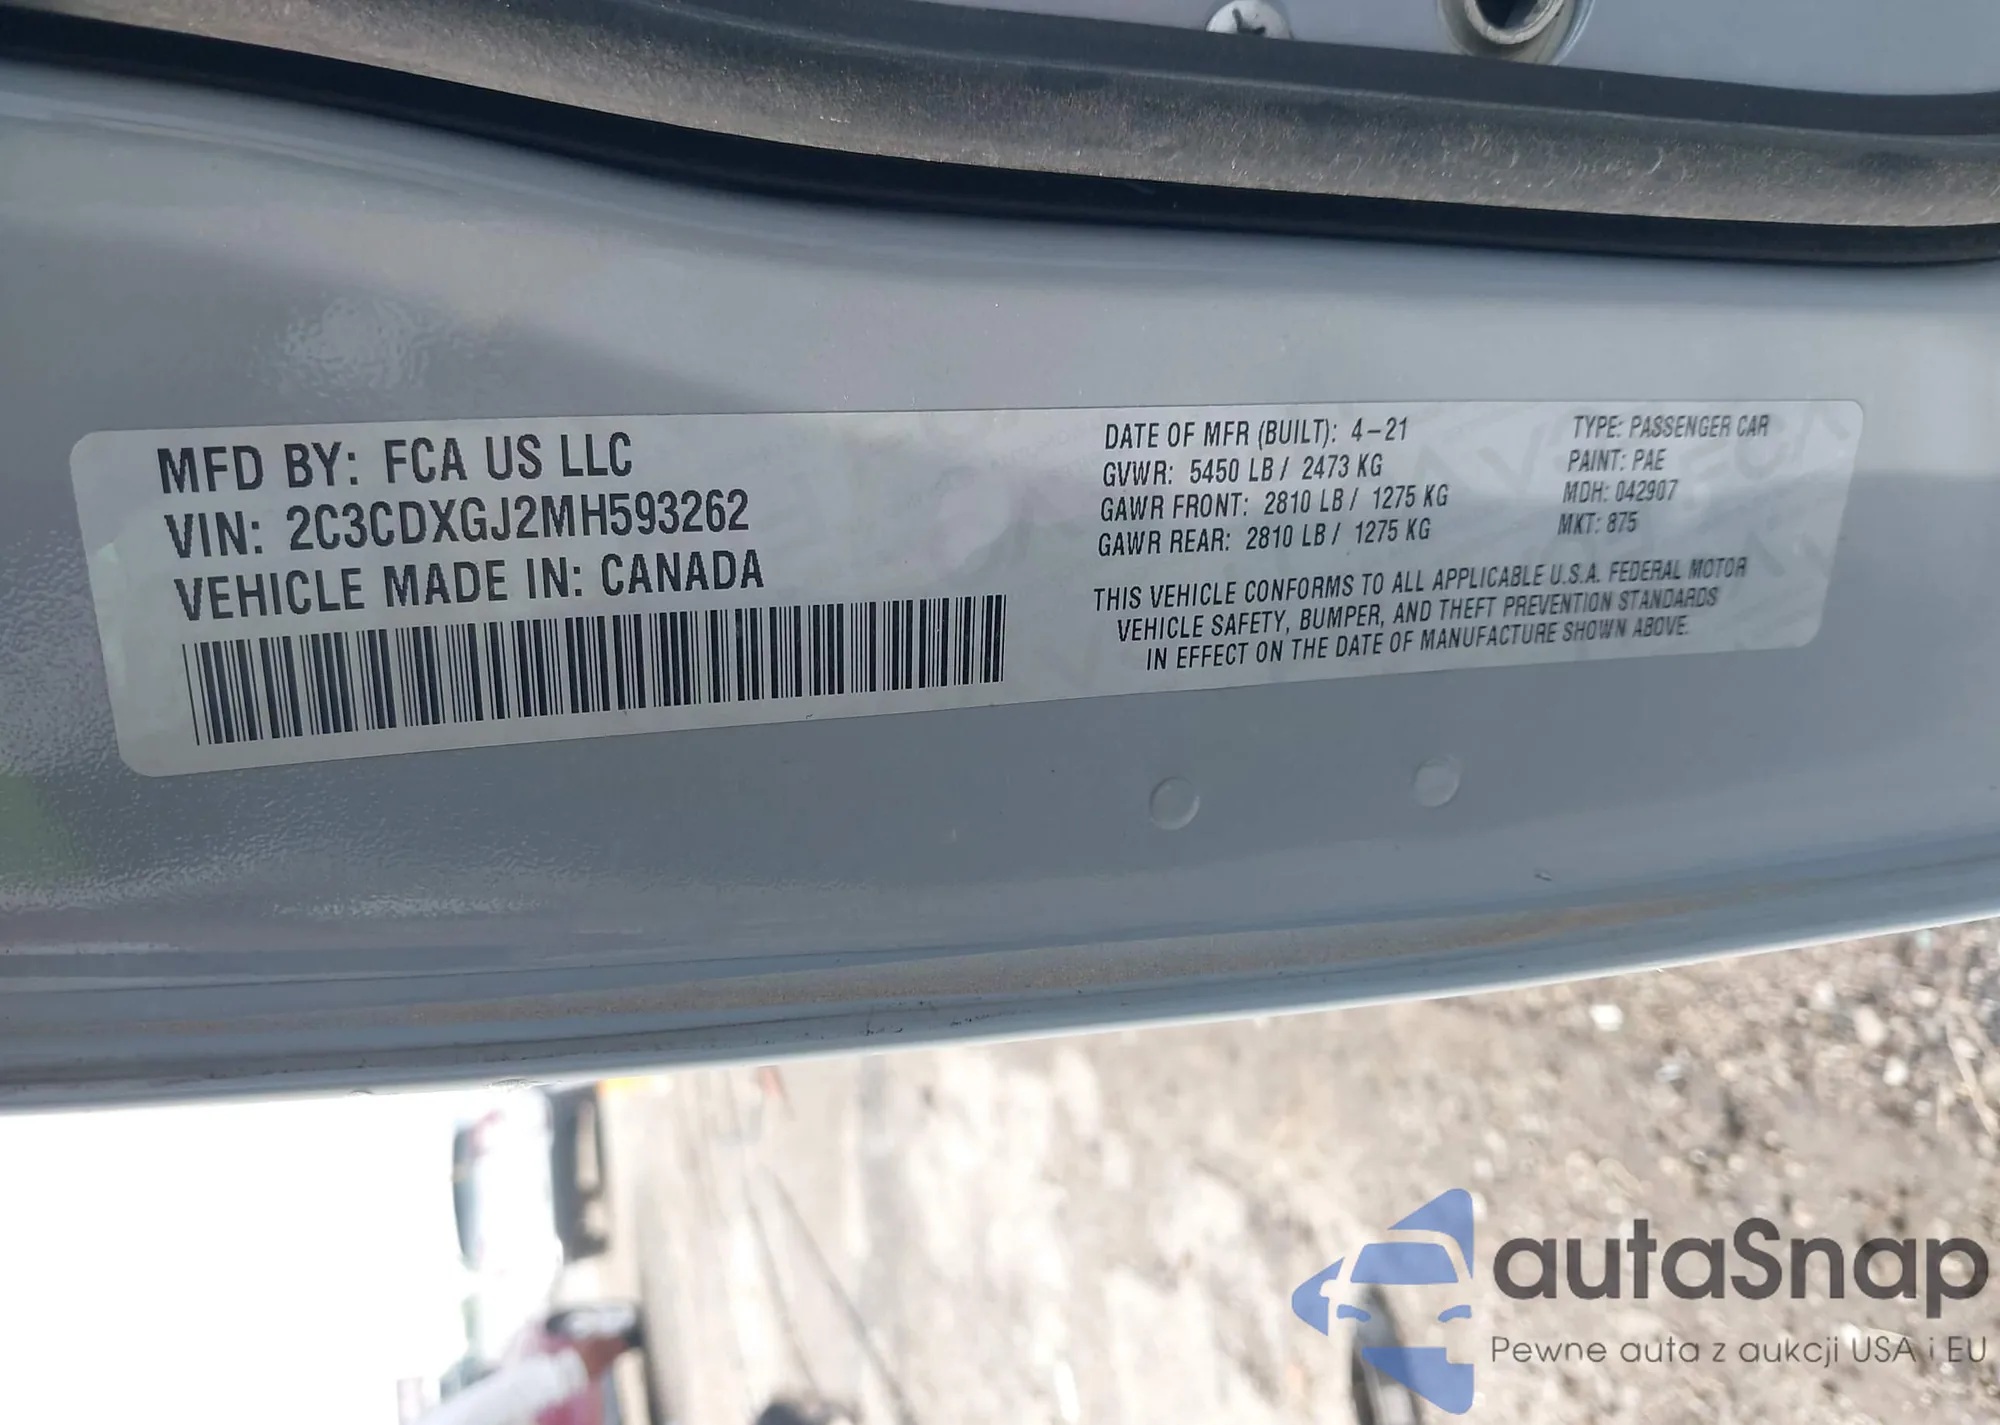 MFD BY: FCA US LLC
VIN: 2C3CDXGJ2MH593262
VEHICLE MADE IN: CANADA
DATE OF MFR (BUILT): 4-21
GVWR: 5450 LB / 2473 KG
GAWR FRONT: 2810 LB / 1275 KG
GAWR REAR: 2810 LB / 1275 KG
TYPE: PASSENGER CAR
PAINT: PAE
MDH: 042907
MKT: 875
THIS VEHICLE CONFORMS TO ALL APPLICABLE U.S.A. FEDERAL MOTOR
VEHICLE SAFETY, BUMPER, AND THEFT PREVENTION STANDARDS
IN EFFECT ON THE DATE OF MANUFACTURE SHOWN ABOVE.
autaSnap
Pewne auta z aukcji USA i EU